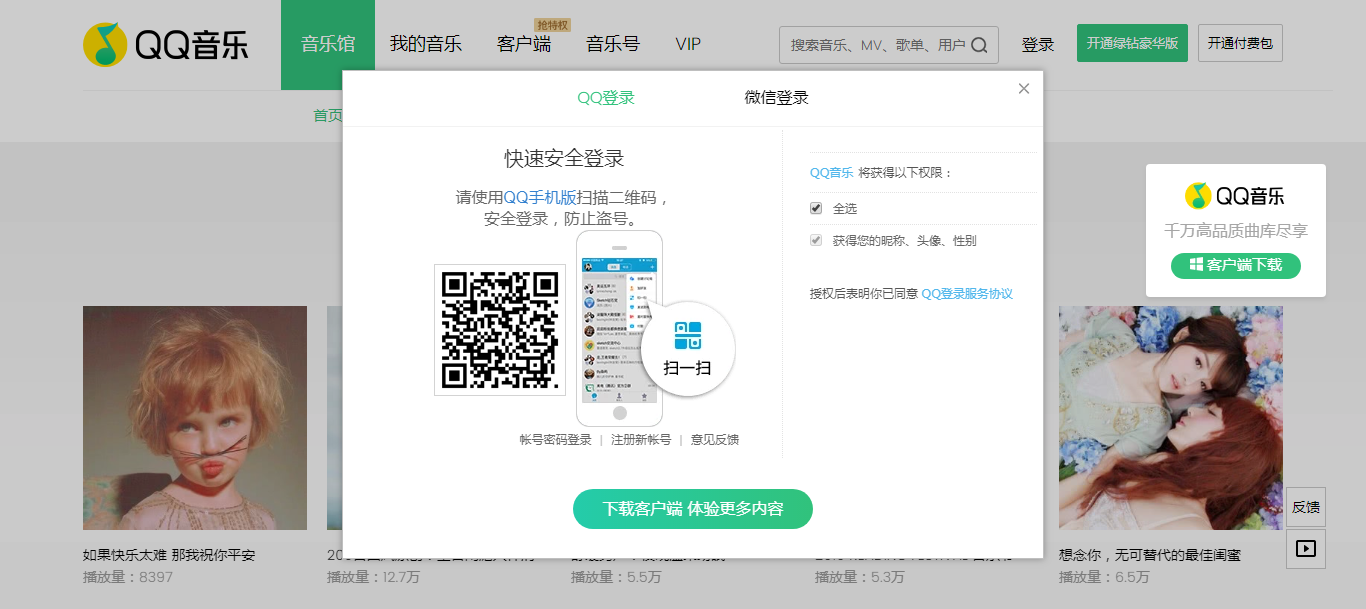 QQ音乐
音乐馆
我的音乐
客户端
抢特权
音乐号
VIP
搜索音乐、MV、歌单、用户
登录
开通绿钻豪华版
开通付费包
首页
QQ登录
微信登录
快速安全登录
请使用QQ手机版扫描二维码，
安全登录，防止盗号。
扫一扫
帐号密码登录 | 注册新帐号 | 意见反馈
QQ音乐 将获得以下权限：
全选
获得您的昵称、头像、性别
授权后表明你已同意 QQ登录服务协议
下载客户端 体验更多内容
QQ音乐
千万高品质曲库尽享
客户端下载
如果快乐太难 那我祝你平安
播放量：8397
播放量：12.7万
播放量：5.5万
播放量：5.3万
想念你，无可替代的最佳闺蜜
播放量：6.5万
反馈